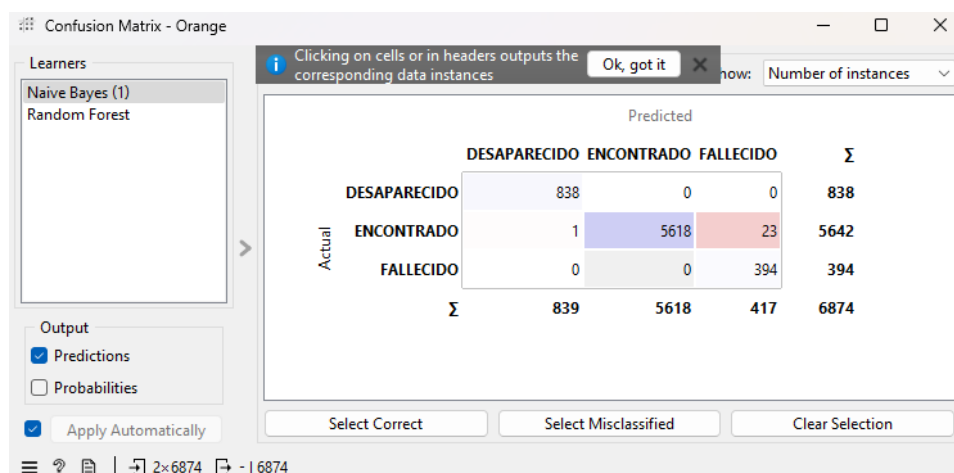 Confusion Matrix - Orange
Learners
Naive Bayes (1)
Random Forest
Clicking on cells or in headers outputs the
corresponding data instances
Ok, got it
how: Number of instances
Predicted
DESAPARECIDO ENCONTRADO FALLECIDO Σ
DESAPARECIDO 838 0 0 838
Actual
ENCONTRADO 1 5618 23 5642
FALLECIDO 0 0 394 394
Σ 839 5618 417 6874
Output
Predictions
Probabilities
Apply Automatically
Select Correct Select Misclassified Clear Selection
2×6874 - | 6874